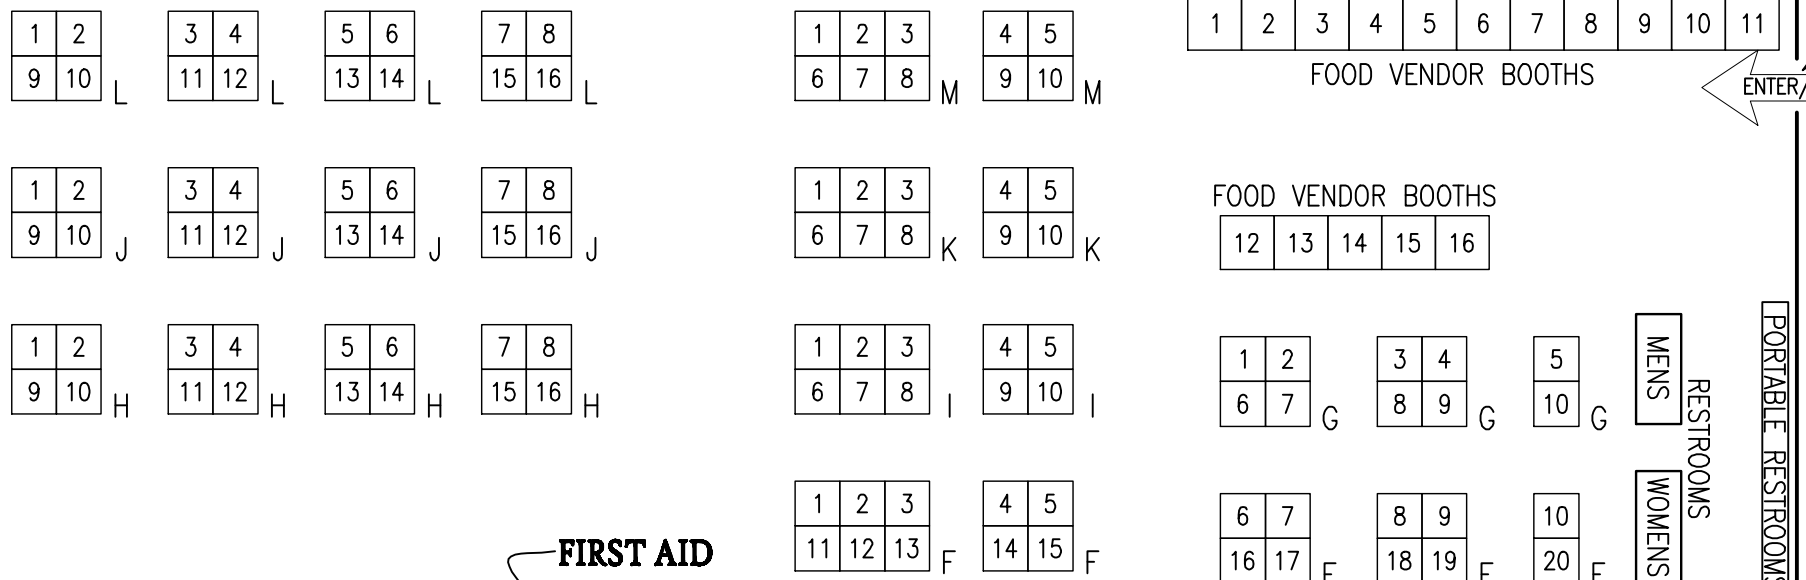 1 2 3 4 5 6 7 8 1 2 3 4 5 1 2 3 4 5 6 7 8 9 10 11
9 10 L 11 12 L 13 14 L 15 16 L 6 7 8 M 9 10 M
FOOD VENDOR BOOTHS
ENTER/
1 2 3 4 5 6 7 8 1 2 3 4 5
9 10 J 11 12 J 13 14 J 15 16 J 6 7 8 K 9 10 K
FOOD VENDOR BOOTHS
12 13 14 15 16
1 2 3 4 5 6 7 8 1 2 3 4 5
9 10 H 11 12 H 13 14 H 15 16 H 6 7 8 I 9 10 I
1 2 3 4 5
6 7 G 8 9 G 10 G
MENS
RESTROOMS
WOMENS
PORTABLE RESTROOMS
1 2 3 4 5
11 12 13 F 14 15 F
6 7 8 9 10
16 17 F 18 19 F 20 F
FIRST AID